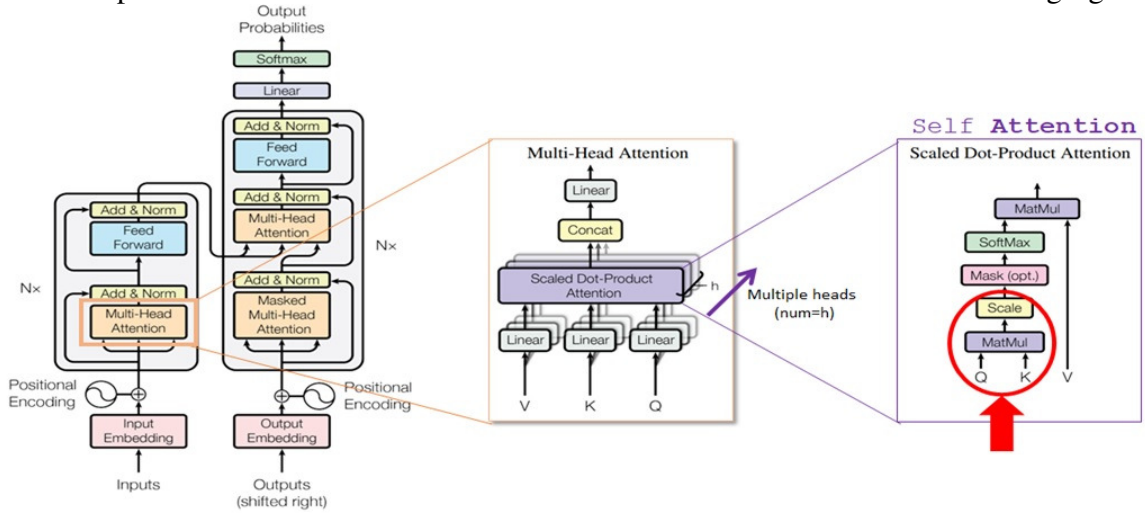 Output
Probabilities
Softmax
Linear
Add & Norm
Feed
Forward
Add & Norm
Multi-Head
Attention
Add & Norm
Masked
Multi-Head
Attention
Nx
Positional
Encoding
Output
Embedding
Outputs
(shifted right)
Add & Norm
Feed
Forward
Nx
Add & Norm
Multi-Head
Attention
Positional
Encoding
Input
Embedding
Inputs
Multi-Head Attention
Linear
Concat
Scaled Dot-Product
Attention
h
Linear Linear Linear
V K Q
Multiple heads
(num=h)
Self Attention
Scaled Dot-Product Attention
MatMul
SoftMax
Mask (opt.)
Scale
MatMul
Q K V